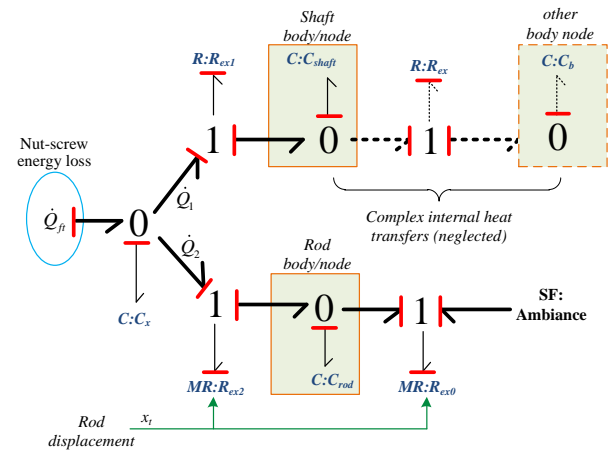 Shaft
body/node
other
body node
R:Rex1
C:Cshaft
R:Rex
C:Cb
1
0
1
0
Nut-screw
energy loss
Q̇ft
0
Q̇1
Q̇2
Complex internal heat
transfers (neglected)
Rod
body/node
C:Cx
1
0
1
SF:
Ambiance
MR:Rex2
C:Crod
MR:Rex0
Rod
displacement
xt